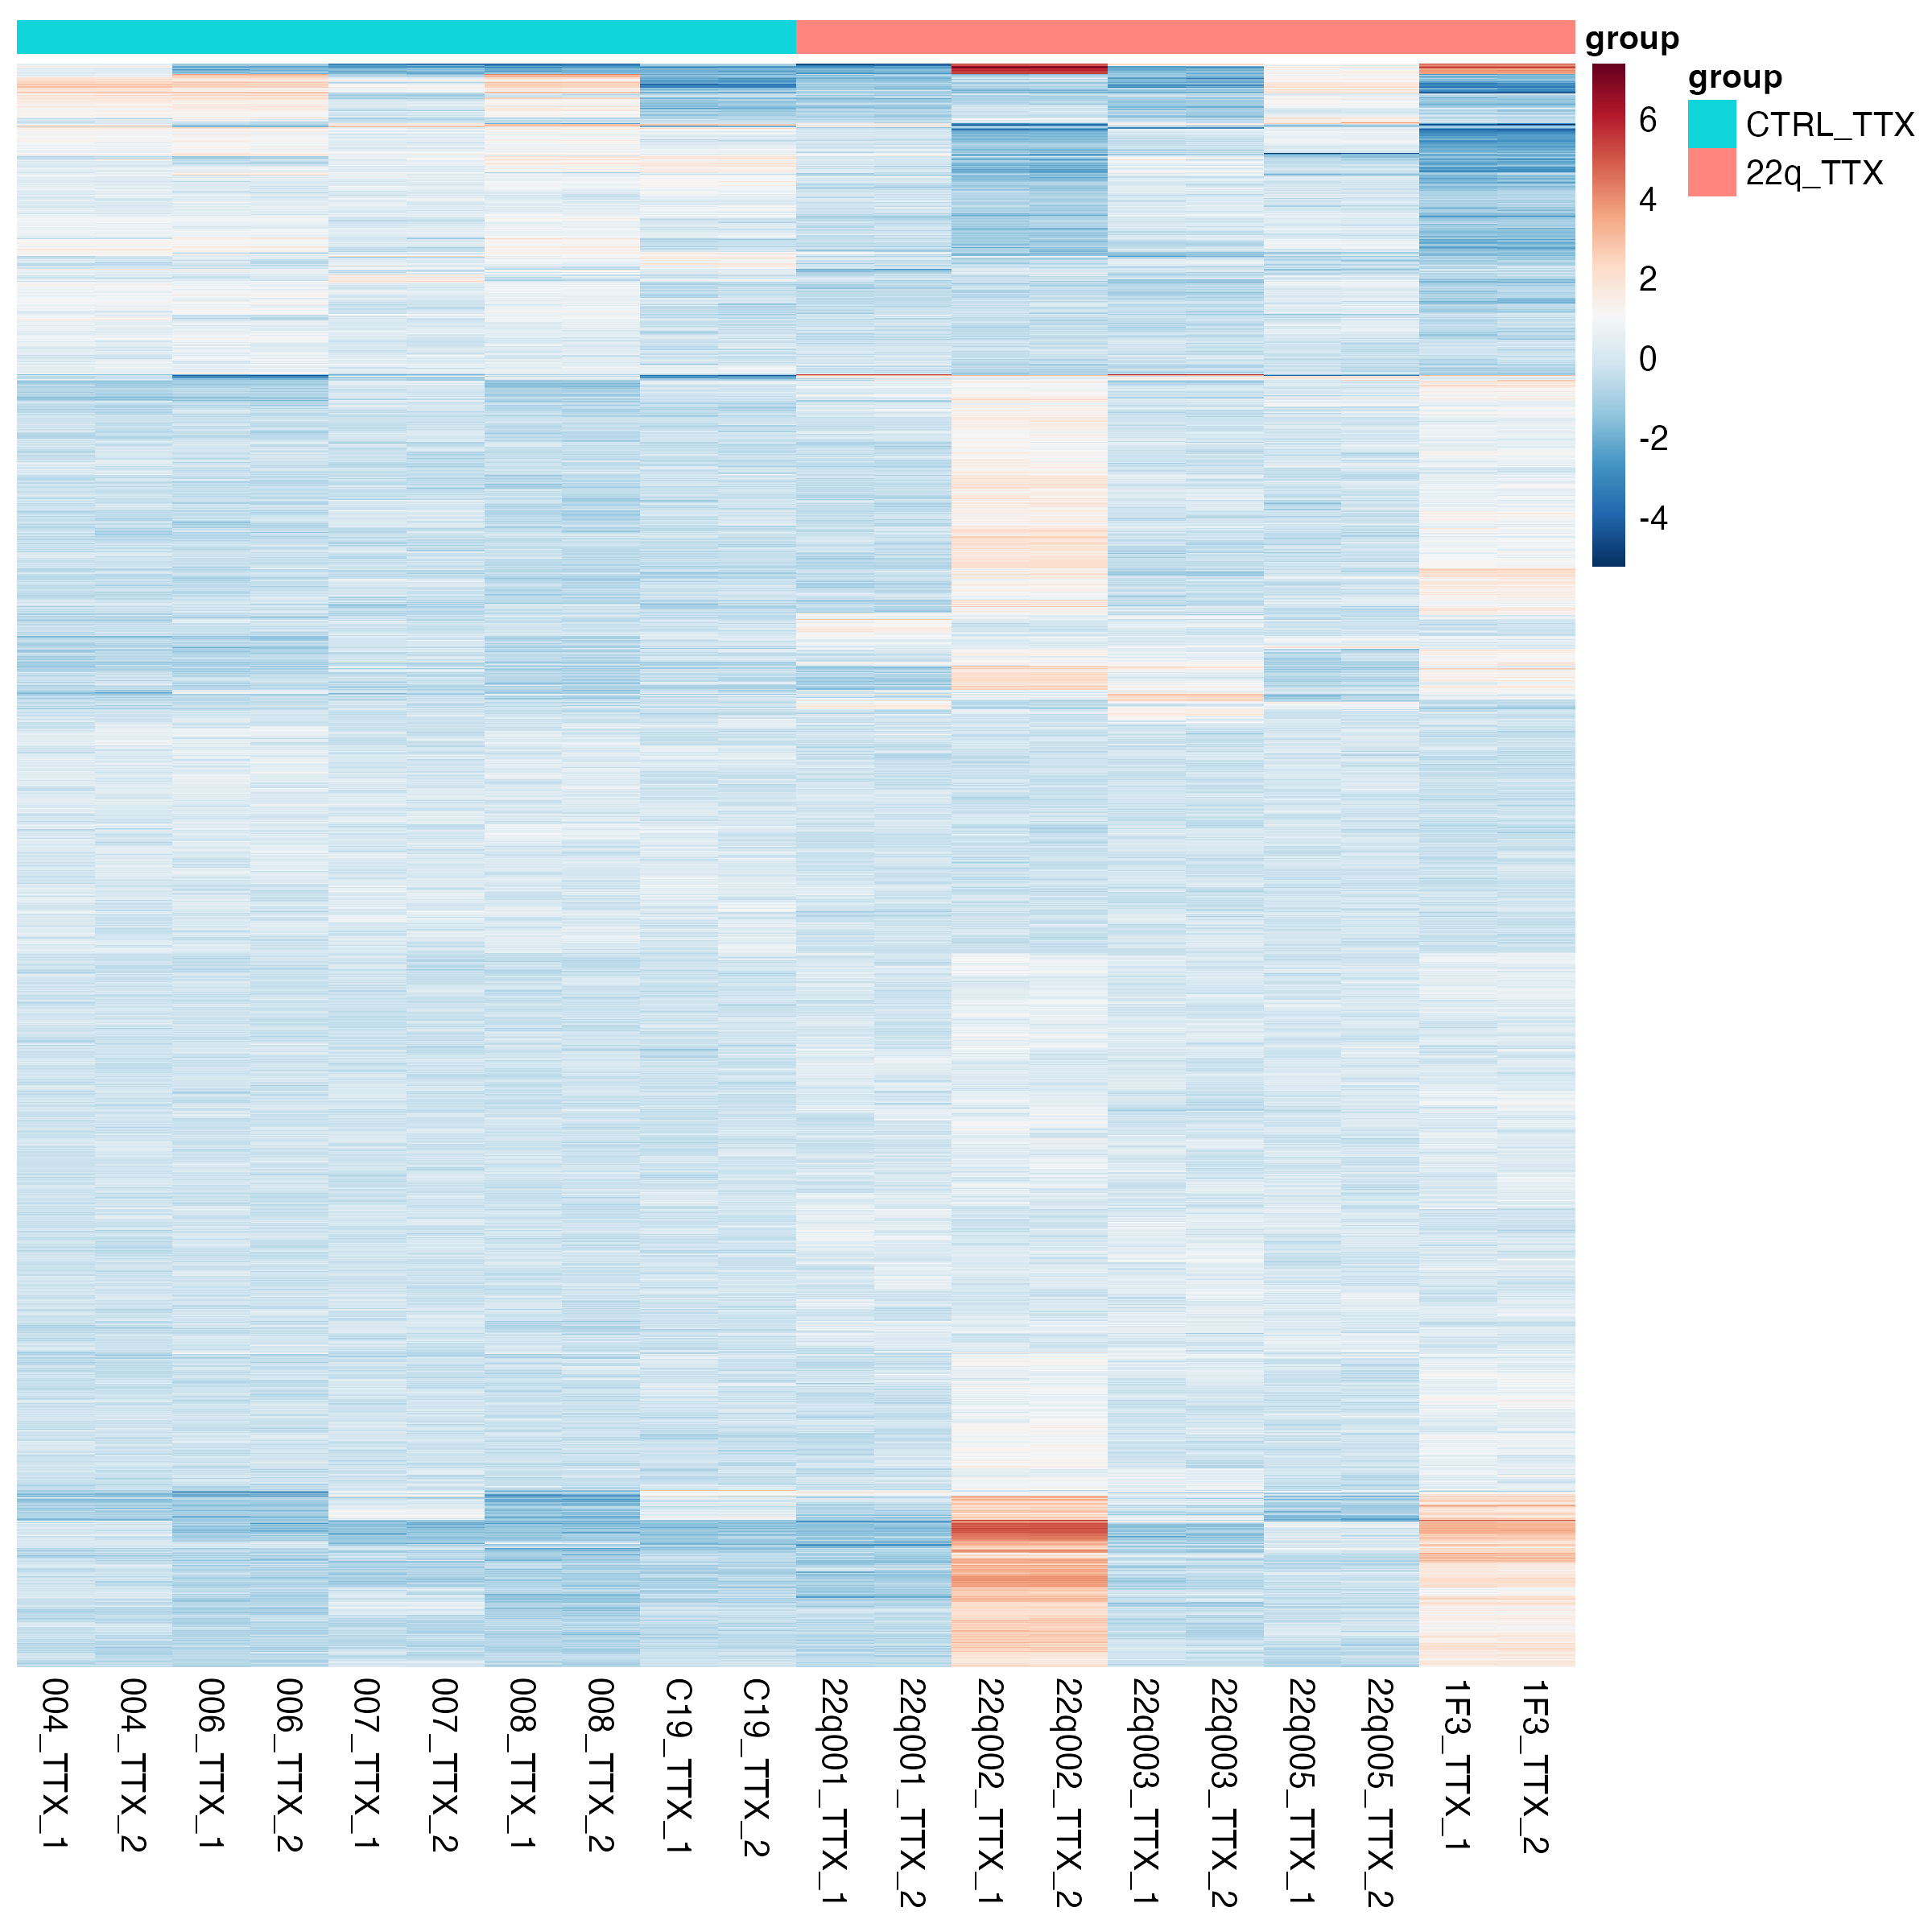 group
group
CTRL_TTX
22q_TTX
6
4
2
0
-2
-4
004_TTX_1
004_TTX_2
006_TTX_1
006_TTX_2
007_TTX_1
007_TTX_2
008_TTX_1
008_TTX_2
C19_TTX_1
C19_TTX_2
22q001_TTX_1
22q001_TTX_2
22q002_TTX_1
22q002_TTX_2
22q003_TTX_1
22q003_TTX_2
22q005_TTX_1
22q005_TTX_2
1F3_TTX_1
1F3_TTX_2